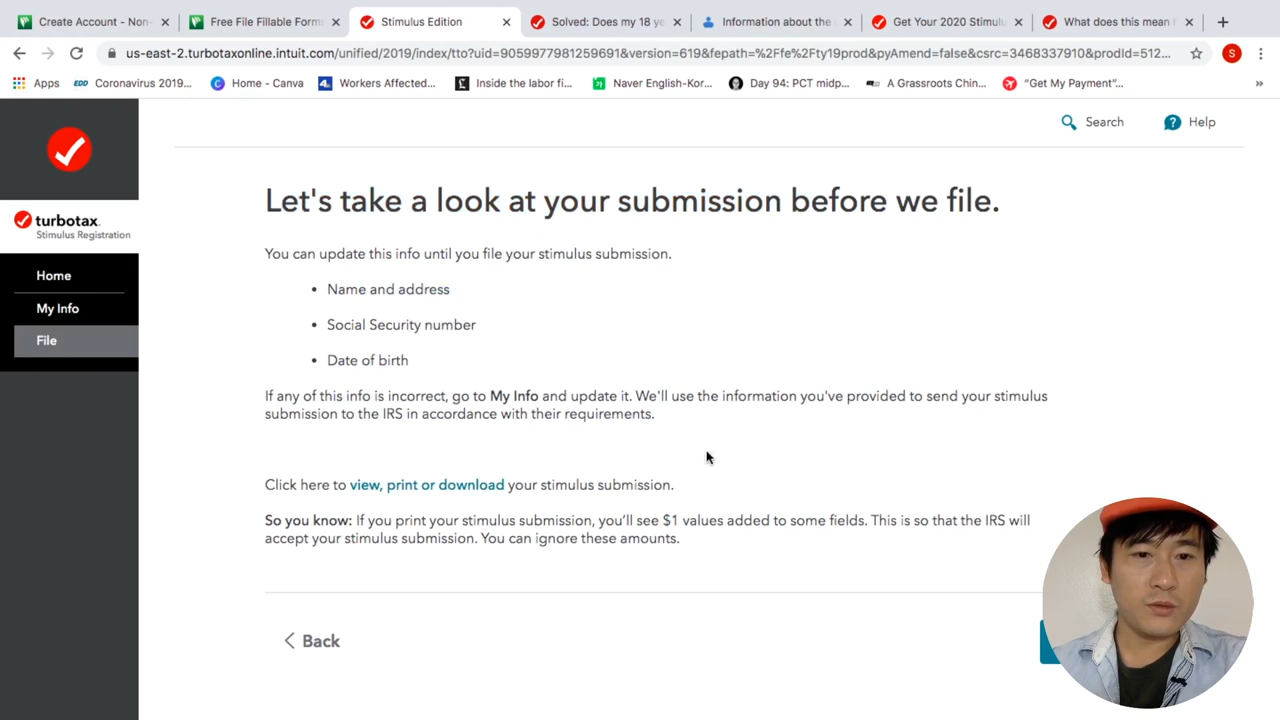 Create Account - Non-
Free File Fillable Forms
Stimulus Edition
Solved: Does my 18 ye
Information about the
Get Your 2020 Stimulu
What does this mean i
us-east-2.turbotaxonline.intuit.com/unified/2019/index/tto?uid=9059977981259691&version=619&fepath=%2Ffe%2Fty19prod&pyAmend=false&csrc=3468337910&prodId=512...
S
Apps
EDD Coronavirus 2019...
Home - Canva
Workers Affected...
Inside the labor fi...
Naver English-Kor...
Day 94: PCT midp...
A Grassroots Chin...
"Get My Payment"...
»
Search
Help
turbotax
Stimulus Registration
Home
My Info
File
Let's take a look at your submission before we file.
You can update this info until you file your stimulus submission.
• Name and address
• Social Security number
• Date of birth
If any of this info is incorrect, go to My Info and update it. We'll use the information you've provided to send your stimulus
submission to the IRS in accordance with their requirements.
Click here to view, print or download your stimulus submission.
So you know: If you print your stimulus submission, you'll see $1 values added to some fields. This is so that the IRS will
accept your stimulus submission. You can ignore these amounts.
Back